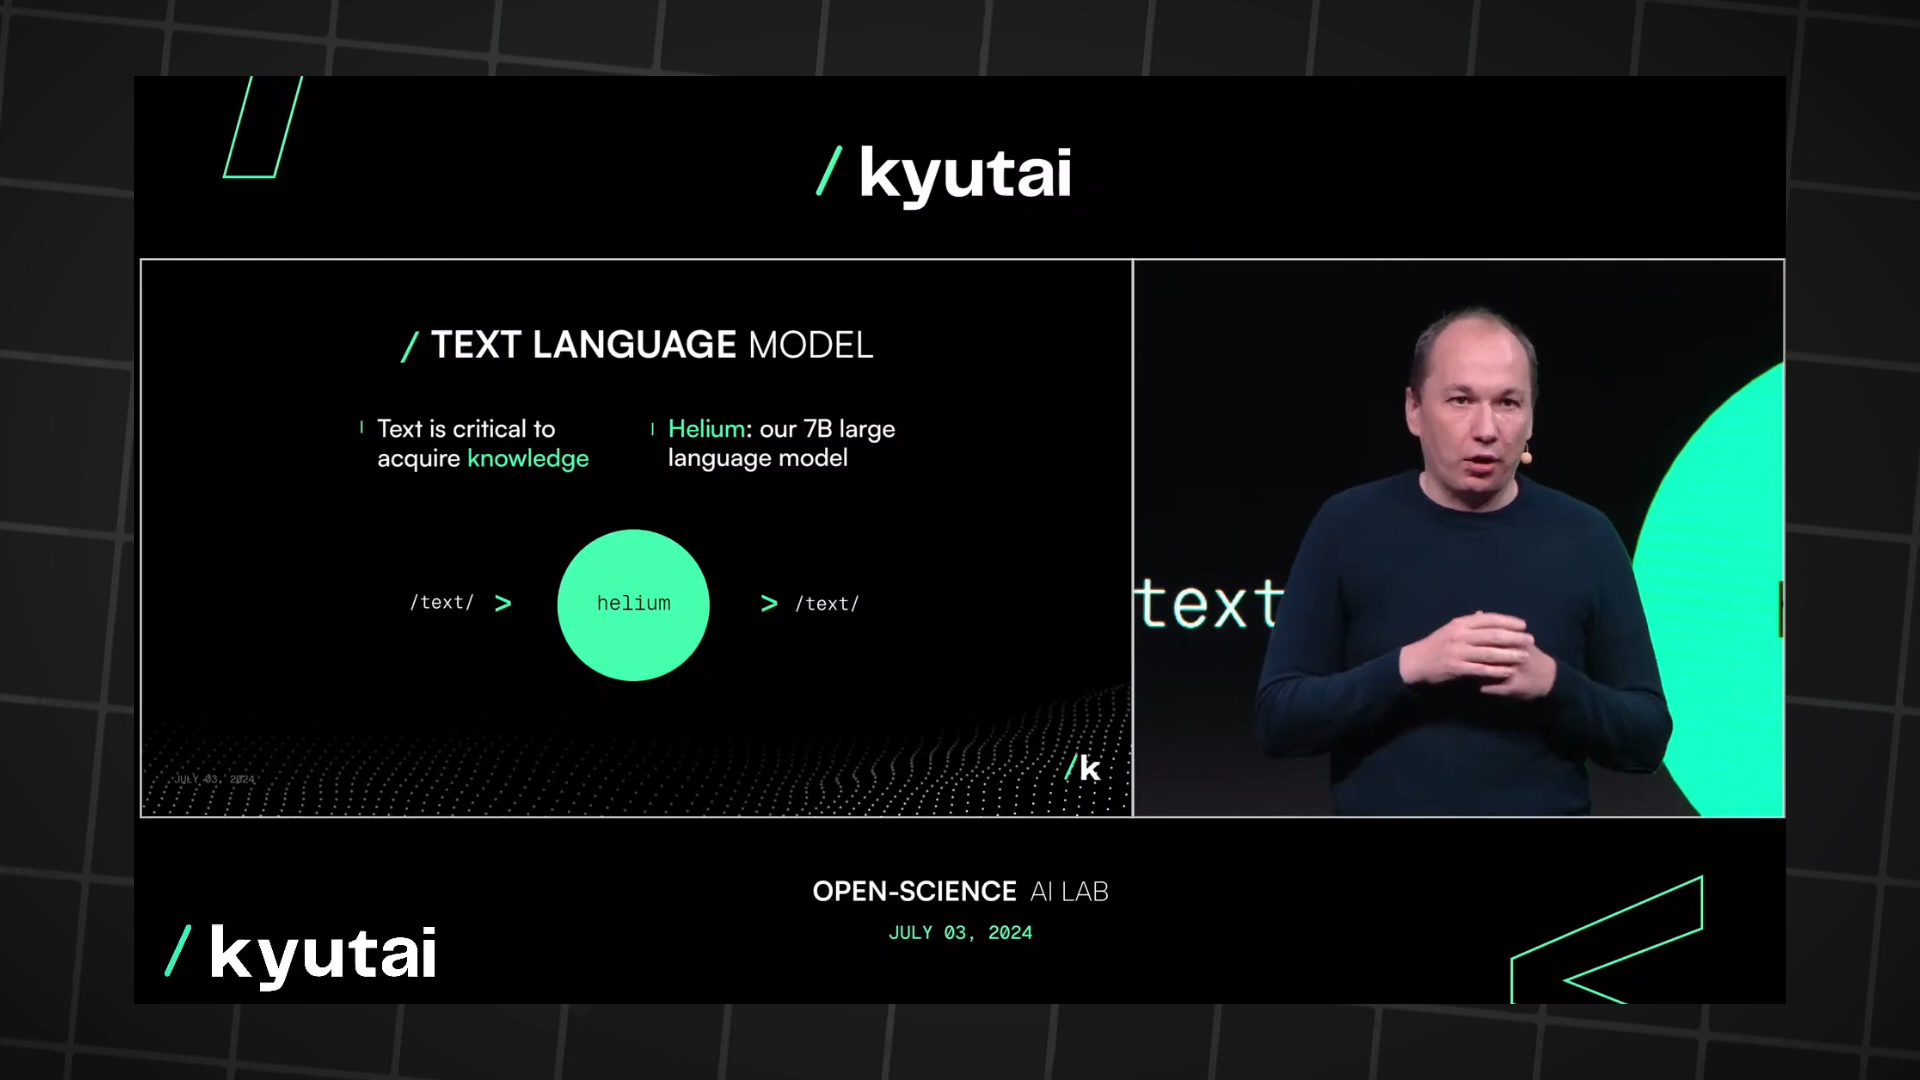 / kyutai
/ TEXT LANGUAGE MODEL
Text is critical to
acquire knowledge
Helium: our 7B large
language model
/text/ > helium > /text/
JULY 03, 2024
/k
text
OPEN-SCIENCE AI LAB
JULY 03, 2024
/ kyutai